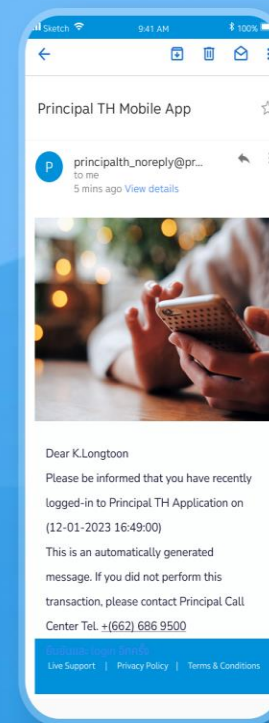 Sketch 9:41 AM 100%
Principal TH Mobile App
P
principalth_noreply@pr...
to me
5 mins ago View details
Dear K.Longtoon
Please be informed that you have recently
logged-in to Principal TH Application on
(12-01-2023 16:49:00)
This is an automatically generated
message. If you did not perform this
transaction, please contact Principal Call
Center Tel. +(662) 686 9500
Live Support | Privacy Policy | Terms & Conditions